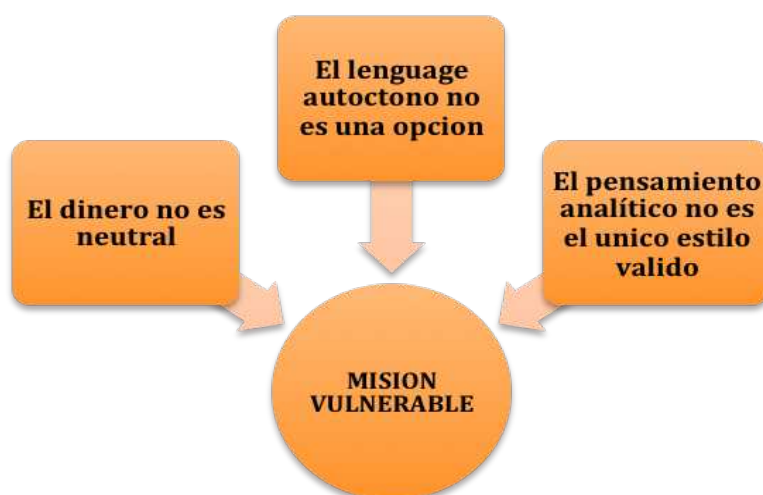 El lenguage
autoctono no
es una opcion
El dinero no es
neutral
El pensamiento
analítico no es
el unico estilo
valido
MISION
VULNERABLE